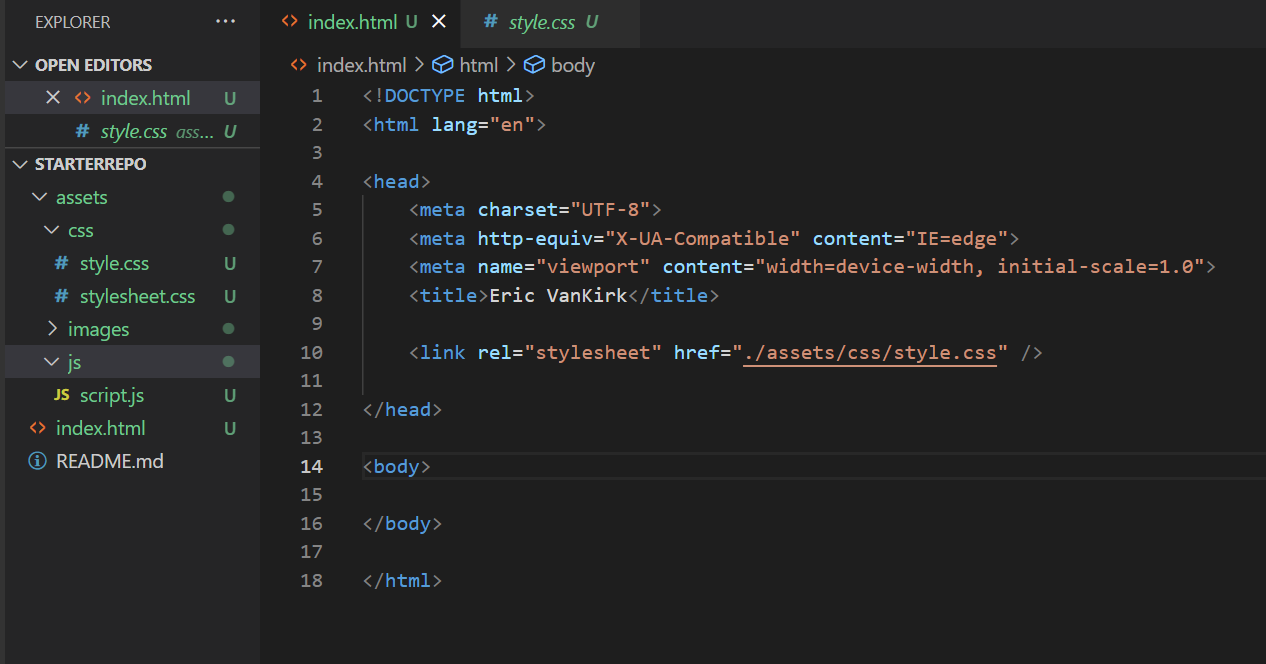 EXPLORER ···
OPEN EDITORS
index.html U
style.css ass... U
STARTERREPO
assets
css
style.css U
stylesheet.css U
images
js
JS script.js U
index.html U
README.md
index.html U
style.css U
index.html > html > body
1 <!DOCTYPE html>
2 <html lang="en">
3
4 <head>
5     <meta charset="UTF-8">
6     <meta http-equiv="X-UA-Compatible" content="IE=edge">
7     <meta name="viewport" content="width=device-width, initial-scale=1.0">
8     <title>Eric VanKirk</title>
9
10     <link rel="stylesheet" href="./assets/css/style.css" />
11
12 </head>
13
14 <body>
15
16 </body>
17
18 </html>